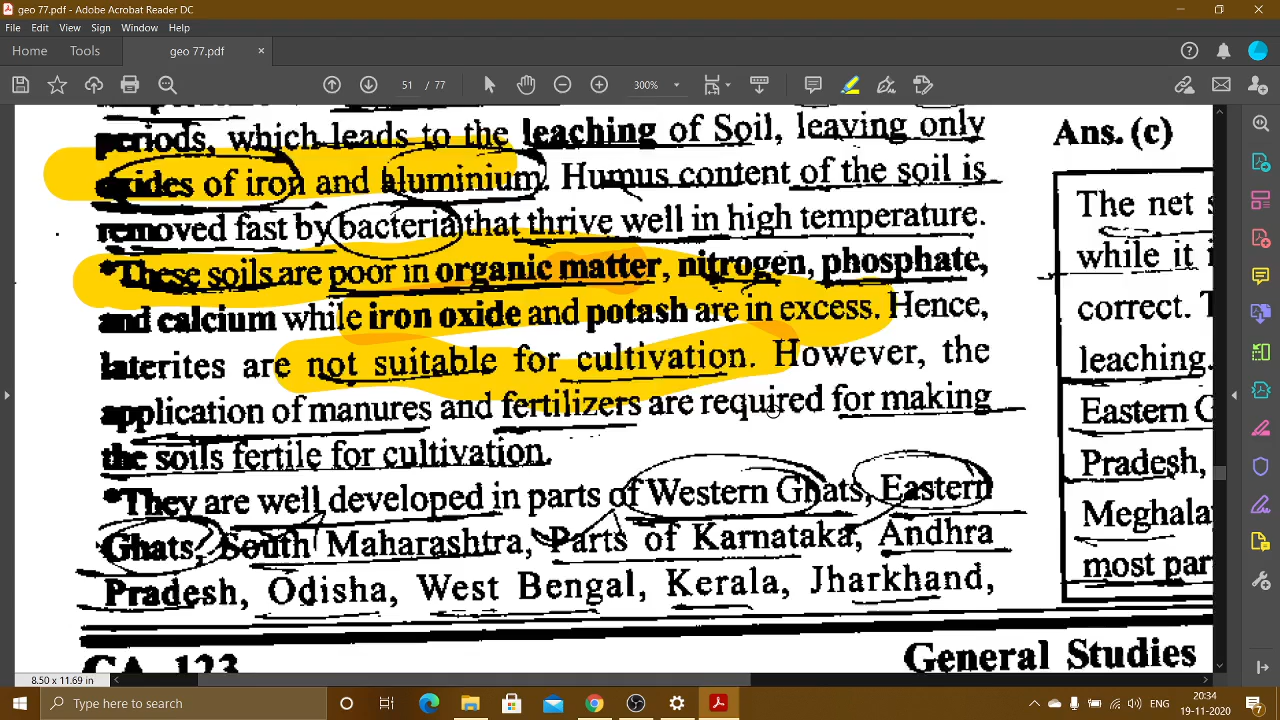 geo 77.pdf - Adobe Acrobat Reader DC
File Edit View Sign Window Help
Home Tools geo 77.pdf ×
51 / 77 300%
periods, which leads to the leaching of Soil, leaving only
oxides of iron and aluminium. Humus content of the soil is
removed fast by bacteria that thrive well in high temperature.
*These soils are poor in organic matter, nitrogen, phosphate,
and calcium while iron oxide and potash are in excess. Hence,
laterites are not suitable for cultivation. However, the
application of manures and fertilizers are required for making
the soils fertile for cultivation.
*They are well developed in parts of Western Ghats, Eastern
Ghats, South Maharashtra, Parts of Karnataka, Andhra
Pradesh, Odisha, West Bengal, Kerala, Jharkhand,
CA 123
General Studies
Ans. (c)
The net s
while it i
correct. T
leaching.
Eastern G
Pradesh,
Meghala
most par
8.50 x 11.69 in
Type here to search
ENG
20:34
19-11-2020
7